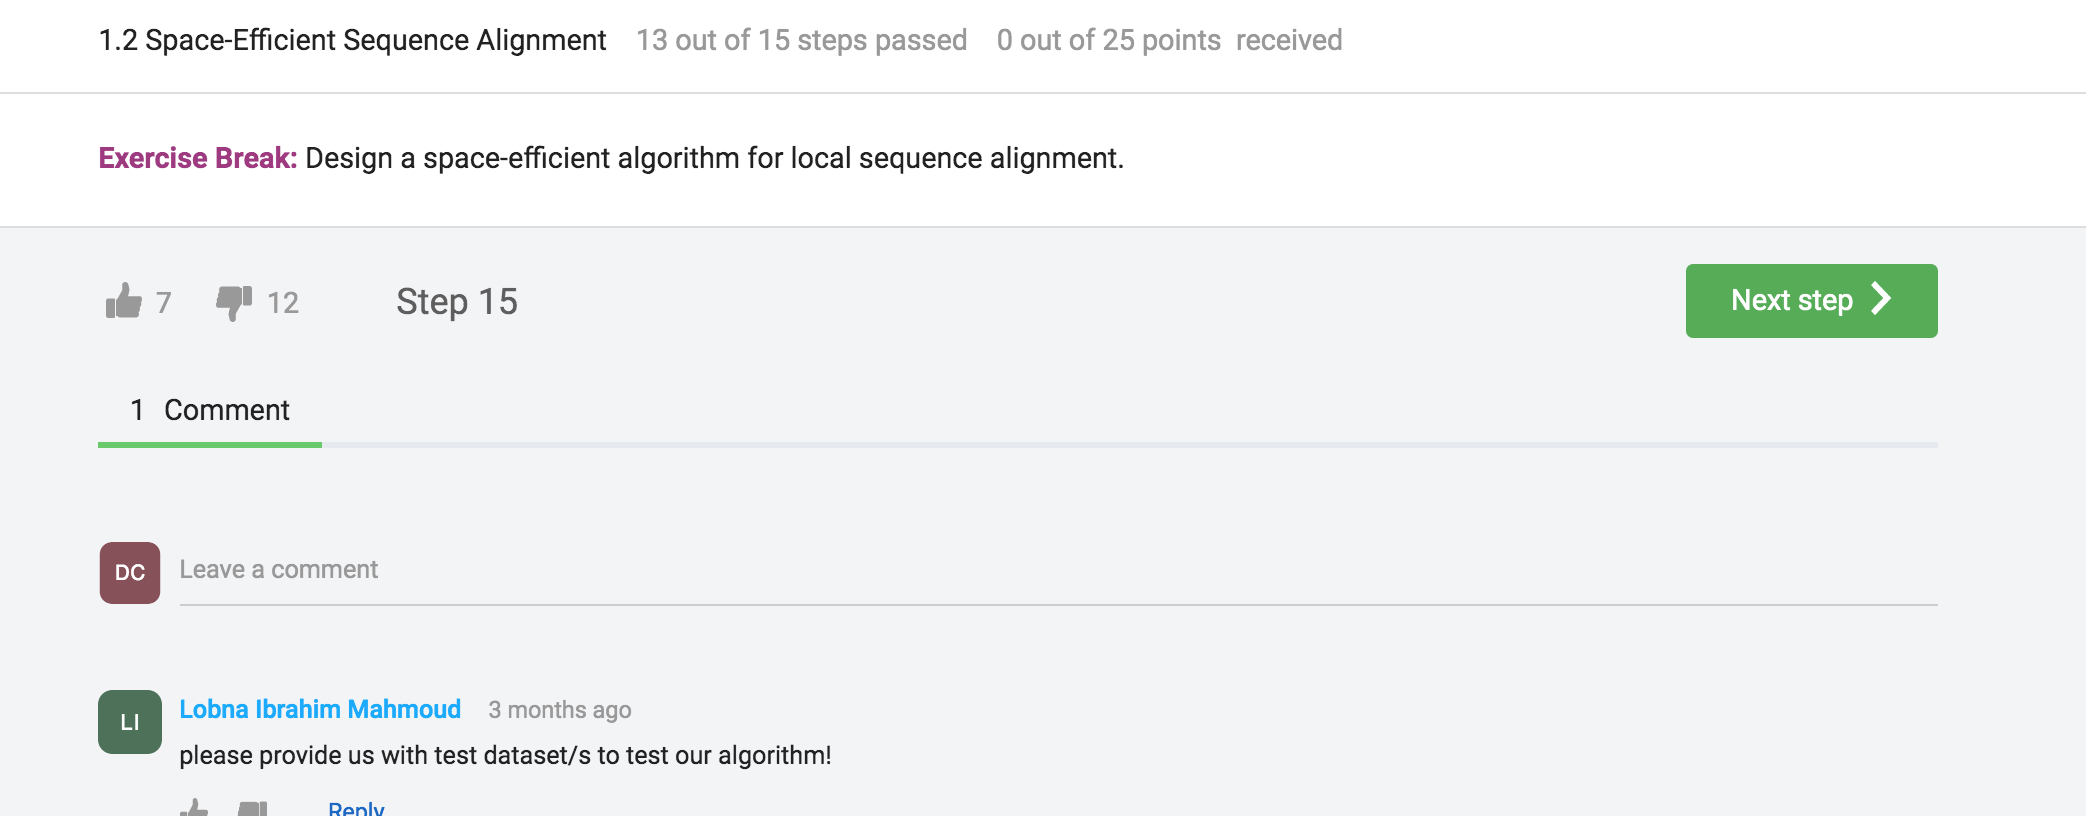 1.2 Space-Efficient Sequence Alignment 13 out of 15 steps passed 0 out of 25 points received
Exercise Break: Design a space-efficient algorithm for local sequence alignment.
7 12 Step 15 Next step
1 Comment
DC Leave a comment
LI Lobna Ibrahim Mahmoud 3 months ago
please provide us with test dataset/s to test our algorithm!
Reply